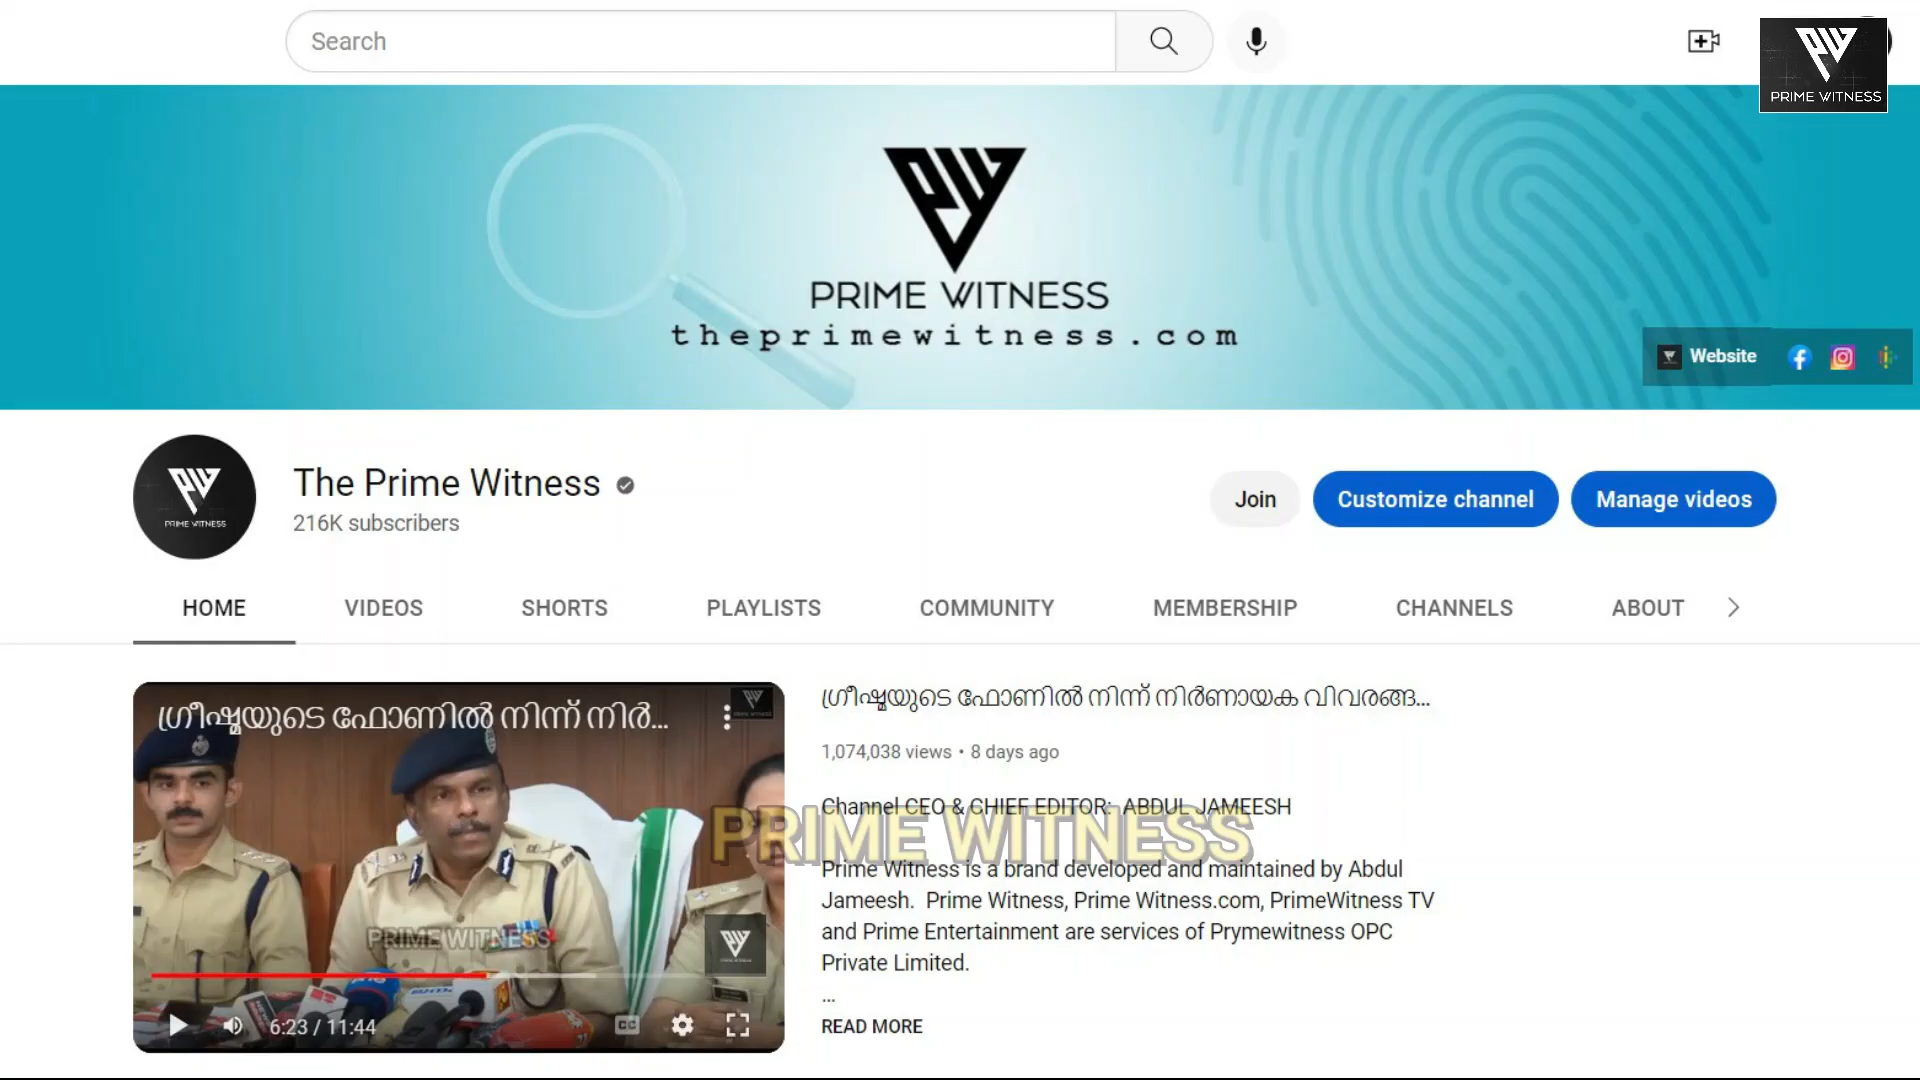 Search
PRIME WITNESS
PRIME WITNESS
theprimewitness.com
Website
PRIME WITNESS
The Prime Witness
216K subscribers
Join
Customize channel
Manage videos
HOME
VIDEOS
SHORTS
PLAYLISTS
COMMUNITY
MEMBERSHIP
CHANNELS
ABOUT
ഗ്രീഷ്മയുടെ ഫോണിൽ നിന്ന് നിർ...
PRIME WITNESS
6:23 / 11:44
CC
ഗ്രീഷ്മയുടെ ഫോണിൽ നിന്ന് നിർണായക വിവരങ്ങ...
1,074,038 views • 8 days ago
Channel CEO & CHIEF EDITOR: ABDUL JAMEESH
PRIME WITNESS
Prime Witness is a brand developed and maintained by Abdul
Jameesh. Prime Witness, Prime Witness.com, PrimeWitness TV
and Prime Entertainment are services of Prymewitness OPC
Private Limited.
...
READ MORE